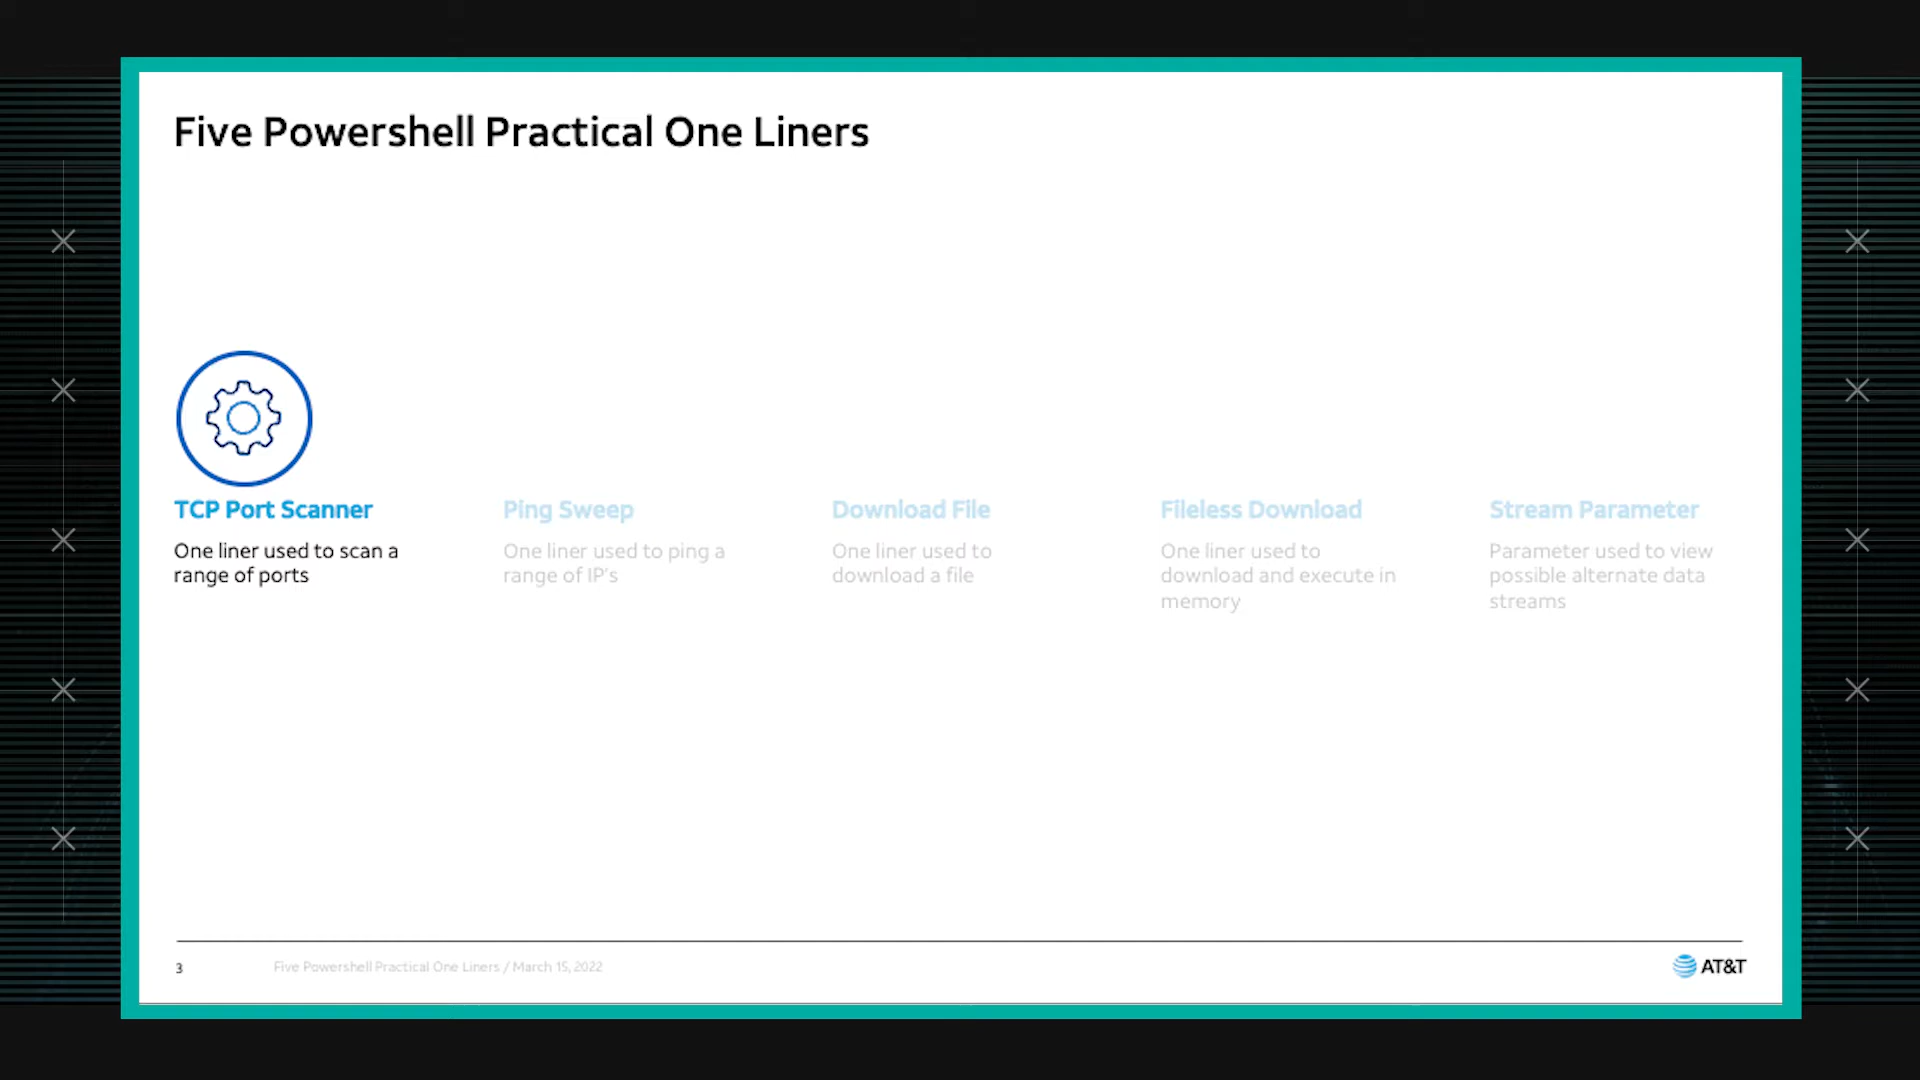 Five Powershell Practical One Liners
TCP Port Scanner
One liner used to scan a
range of ports
Ping Sweep
One liner used to ping a
range of IP's
Download File
One liner used to
download a file
Fileless Download
One liner used to
download and execute in
memory
Stream Parameter
Parameter used to view
possible alternate data
streams
3
Five Powershell Practical One Liners / March 15, 2022
AT&T